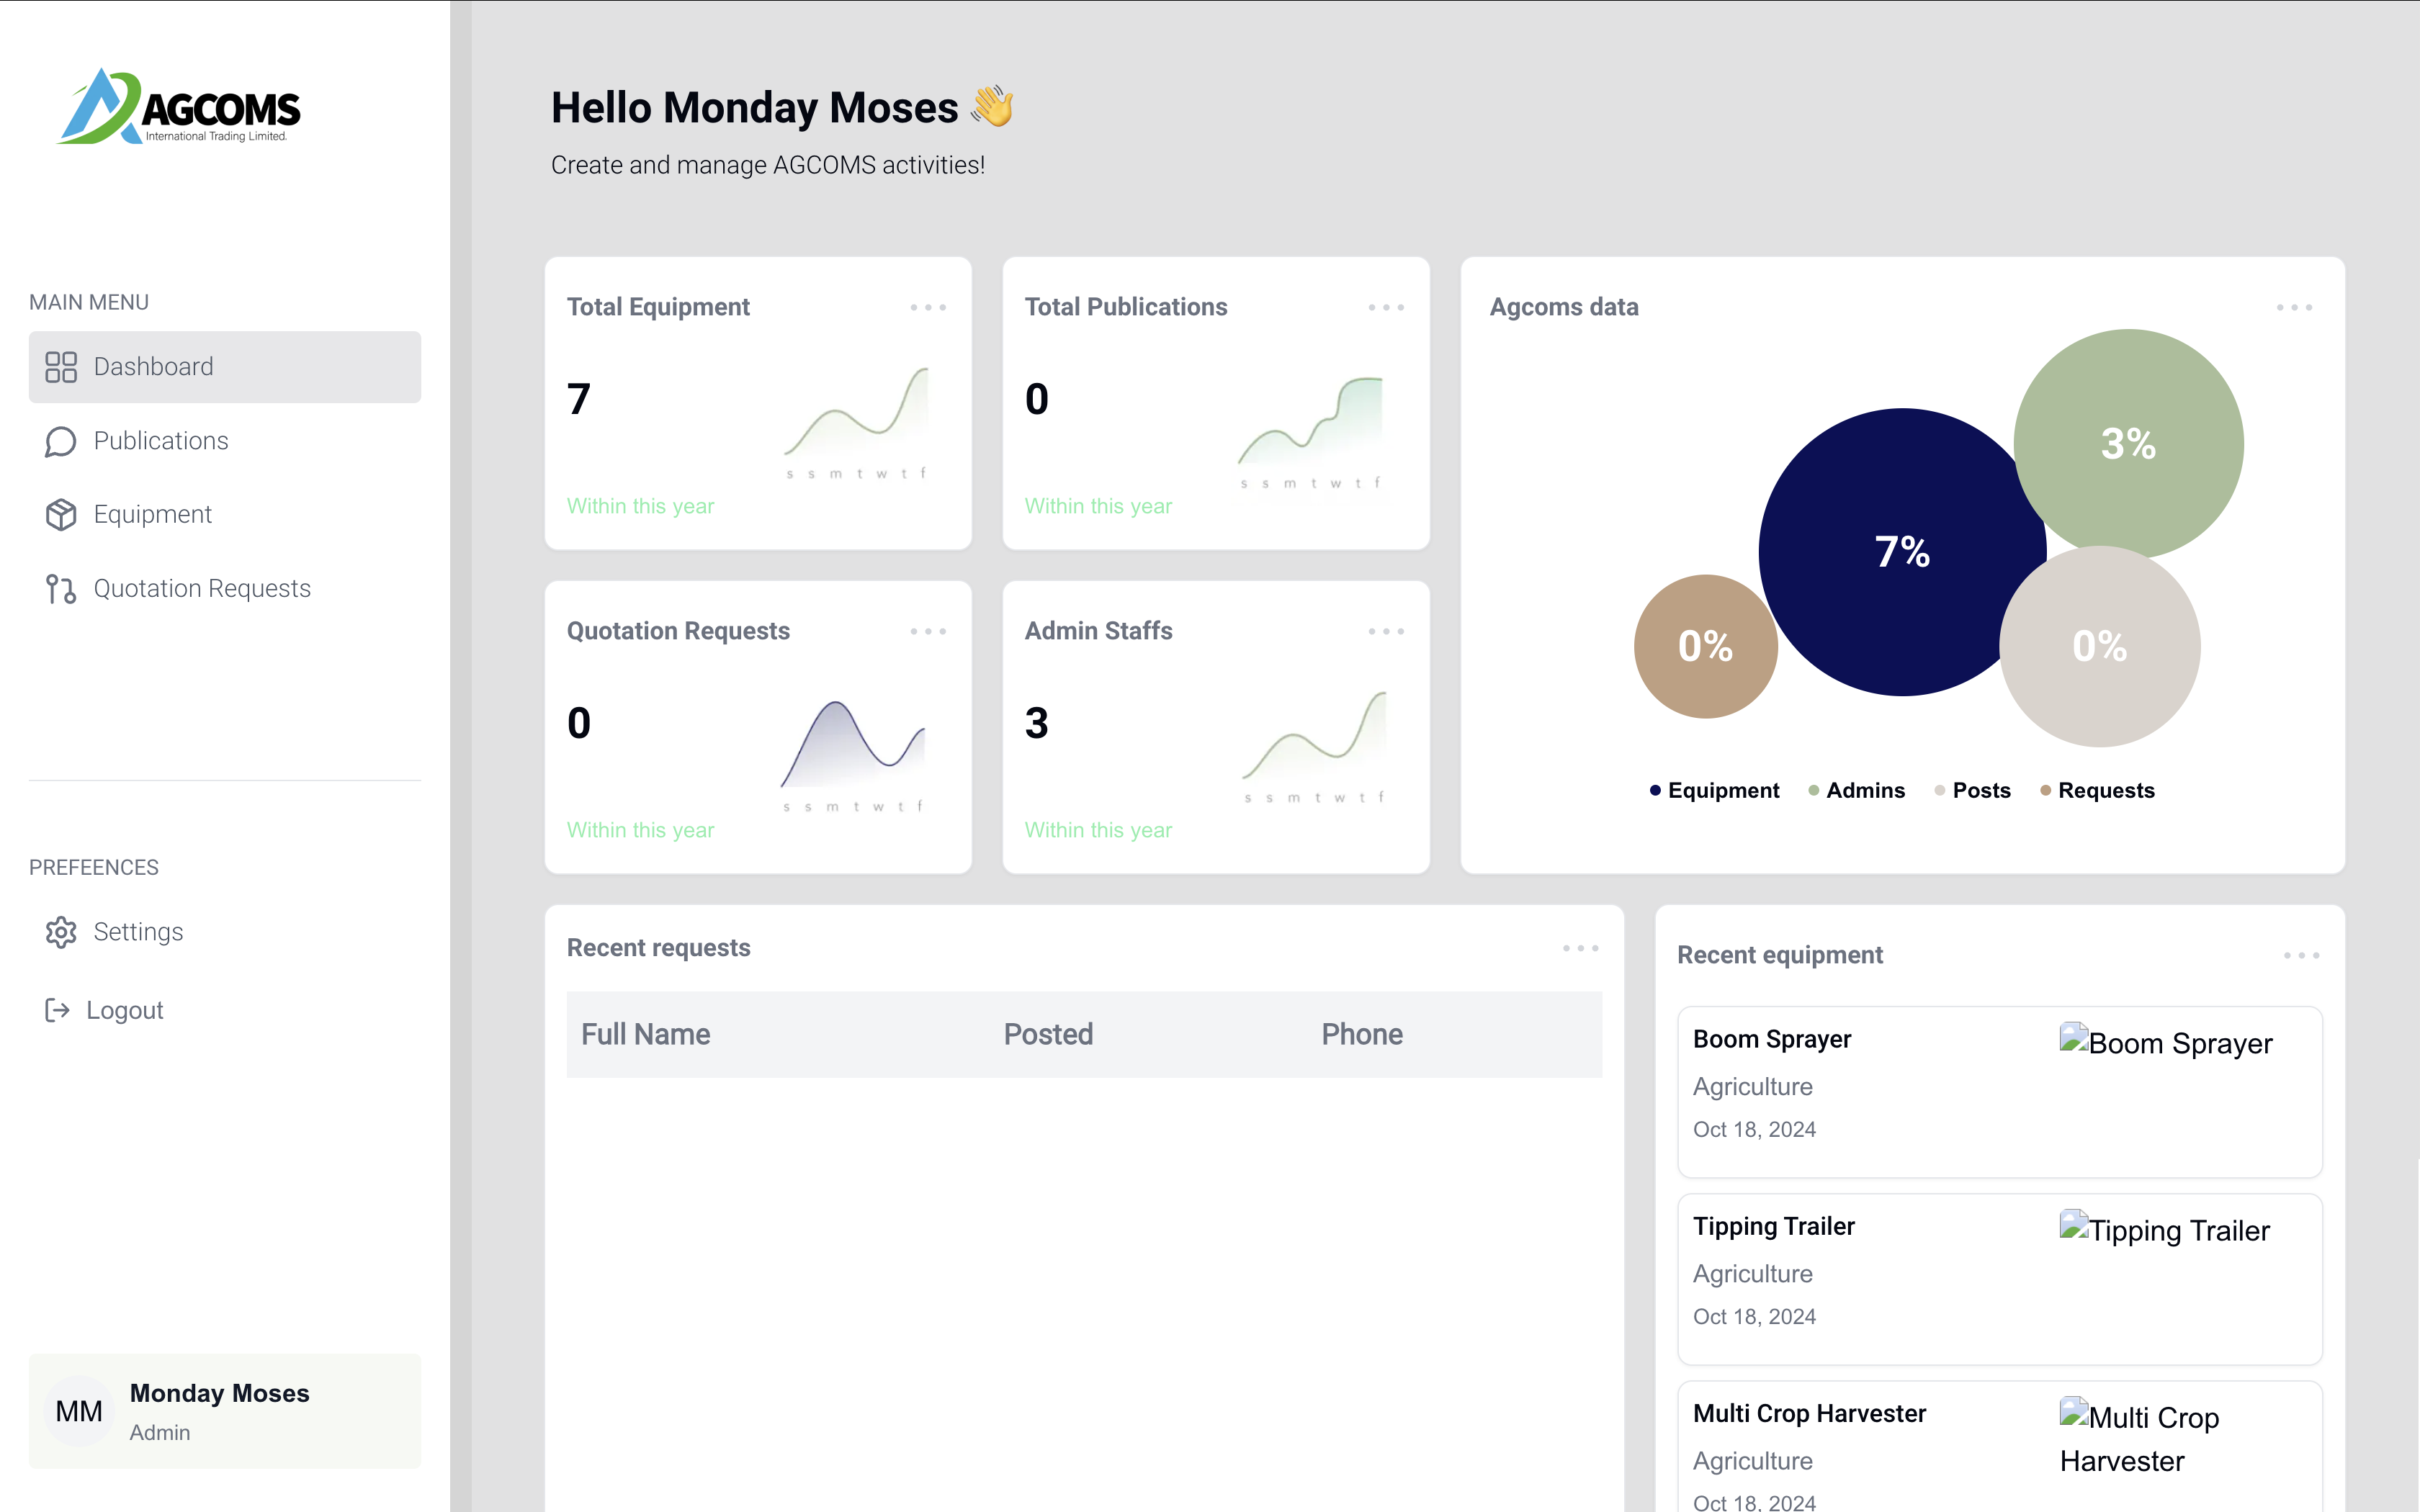 AGCOMS
International Trading Limited.
MAIN MENU
Dashboard
Publications
Equipment
Quotation Requests
PREFEENCES
Settings
Logout
MM
Monday Moses
Admin
Hello Monday Moses 👋
Create and manage AGCOMS activities!
Total Equipment
7
s s m t w t f
Within this year
Total Publications
0
s s m t w t f
Within this year
Quotation Requests
0
s s m t w t f
Within this year
Admin Staffs
3
s s m t w t f
Within this year
Agcoms data
3%
7%
0%
0%
Equipment Admins Posts Requests
Recent requests
Full Name Posted Phone
Recent equipment
Boom Sprayer
Agriculture
Oct 18, 2024
Boom Sprayer
Tipping Trailer
Agriculture
Oct 18, 2024
Tipping Trailer
Multi Crop Harvester
Agriculture
Oct 18, 2024
Multi Crop
Harvester